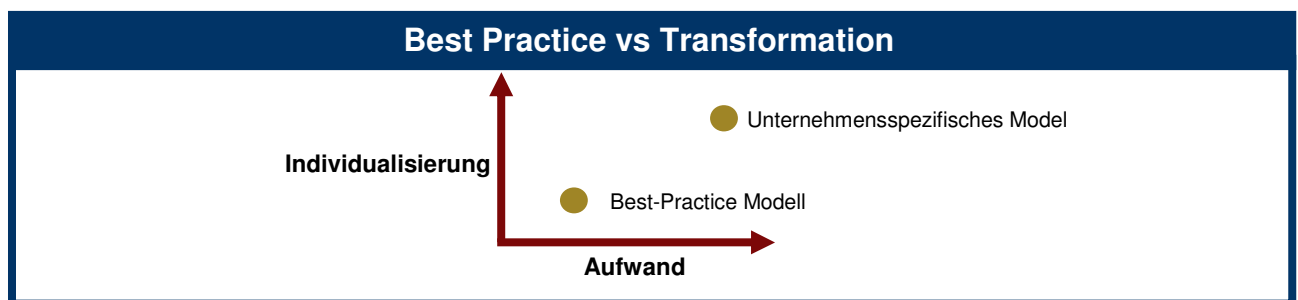 Best Practice vs Transformation
Unternehmensspezifisches Model
Individualisierung
Best-Practice Modell
Aufwand